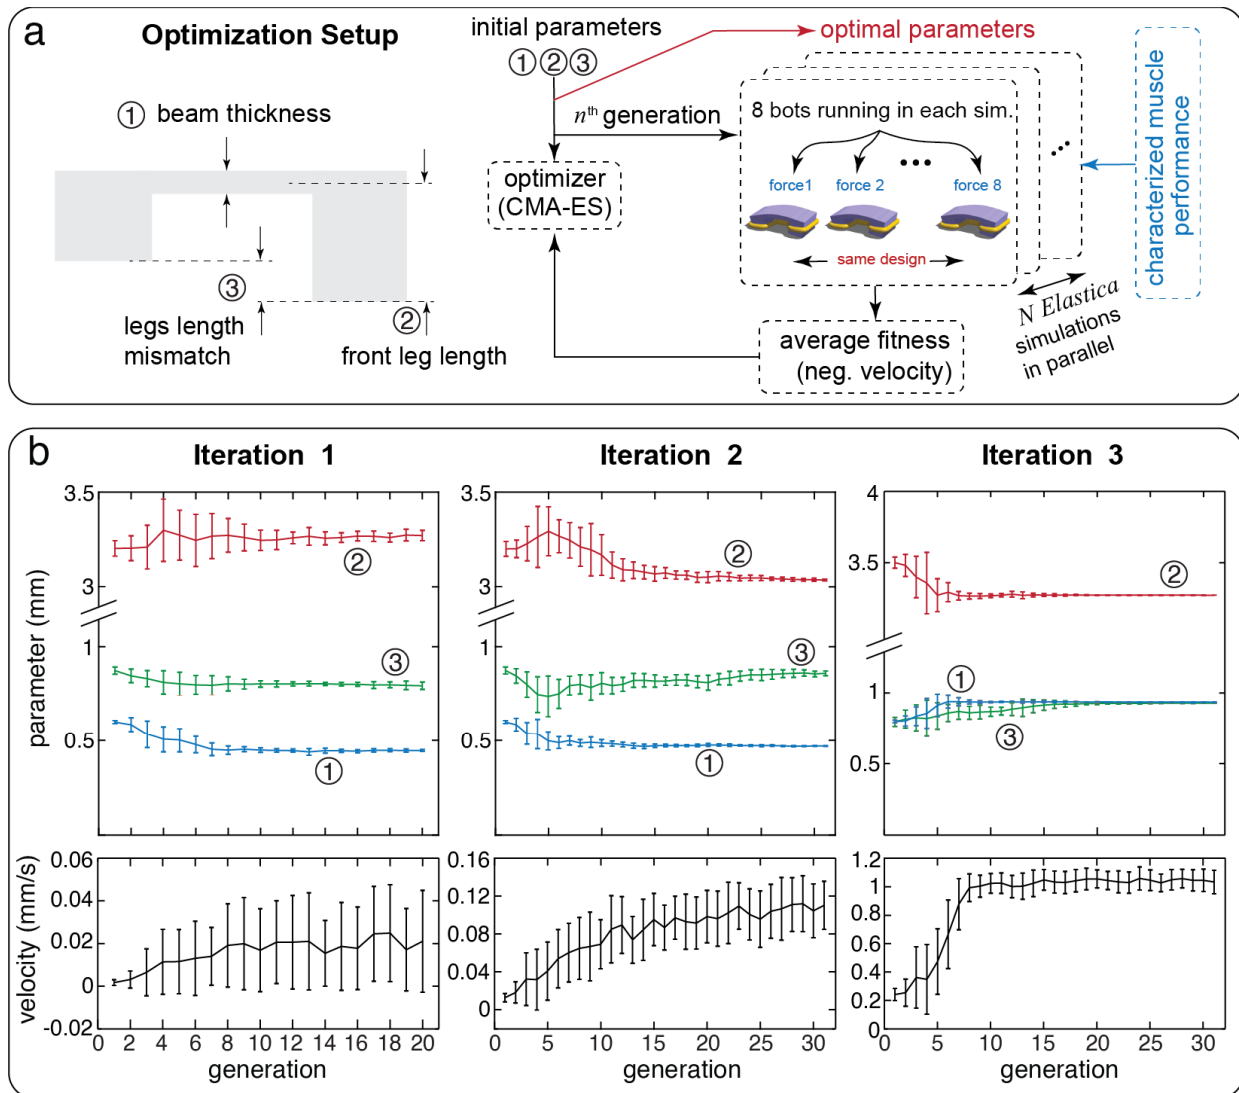 a
Optimization Setup
initial parameters
① ② ③
optimal parameters
① beam thickness
③
legs length
mismatch
②
front leg length
nth generation
optimizer
(CMA-ES)
8 bots running in each sim.
•••
•••
force1
force 2
force 8
same design
average fitness
(neg. velocity)
N Elastica
simulations
in parallel
characterized muscle
performance
b
Iteration 1
Iteration 2
Iteration 3
parameter (mm)
3.5
3
1
0.5
②
③
①
3.5
3
1
0.5
②
③
①
4
3.5
1
0.5
②
①
③
velocity (mm/s)
0.06
0.04
0.02
0
-0.02
0 2 4 6 8 10 12 14 16 18 20
generation
0.16
0.12
0.08
0.04
0
0 5 10 15 20 25 30
generation
1.2
1
0.8
0.6
0.4
0.2
0
0 5 10 15 20 25 30
generation